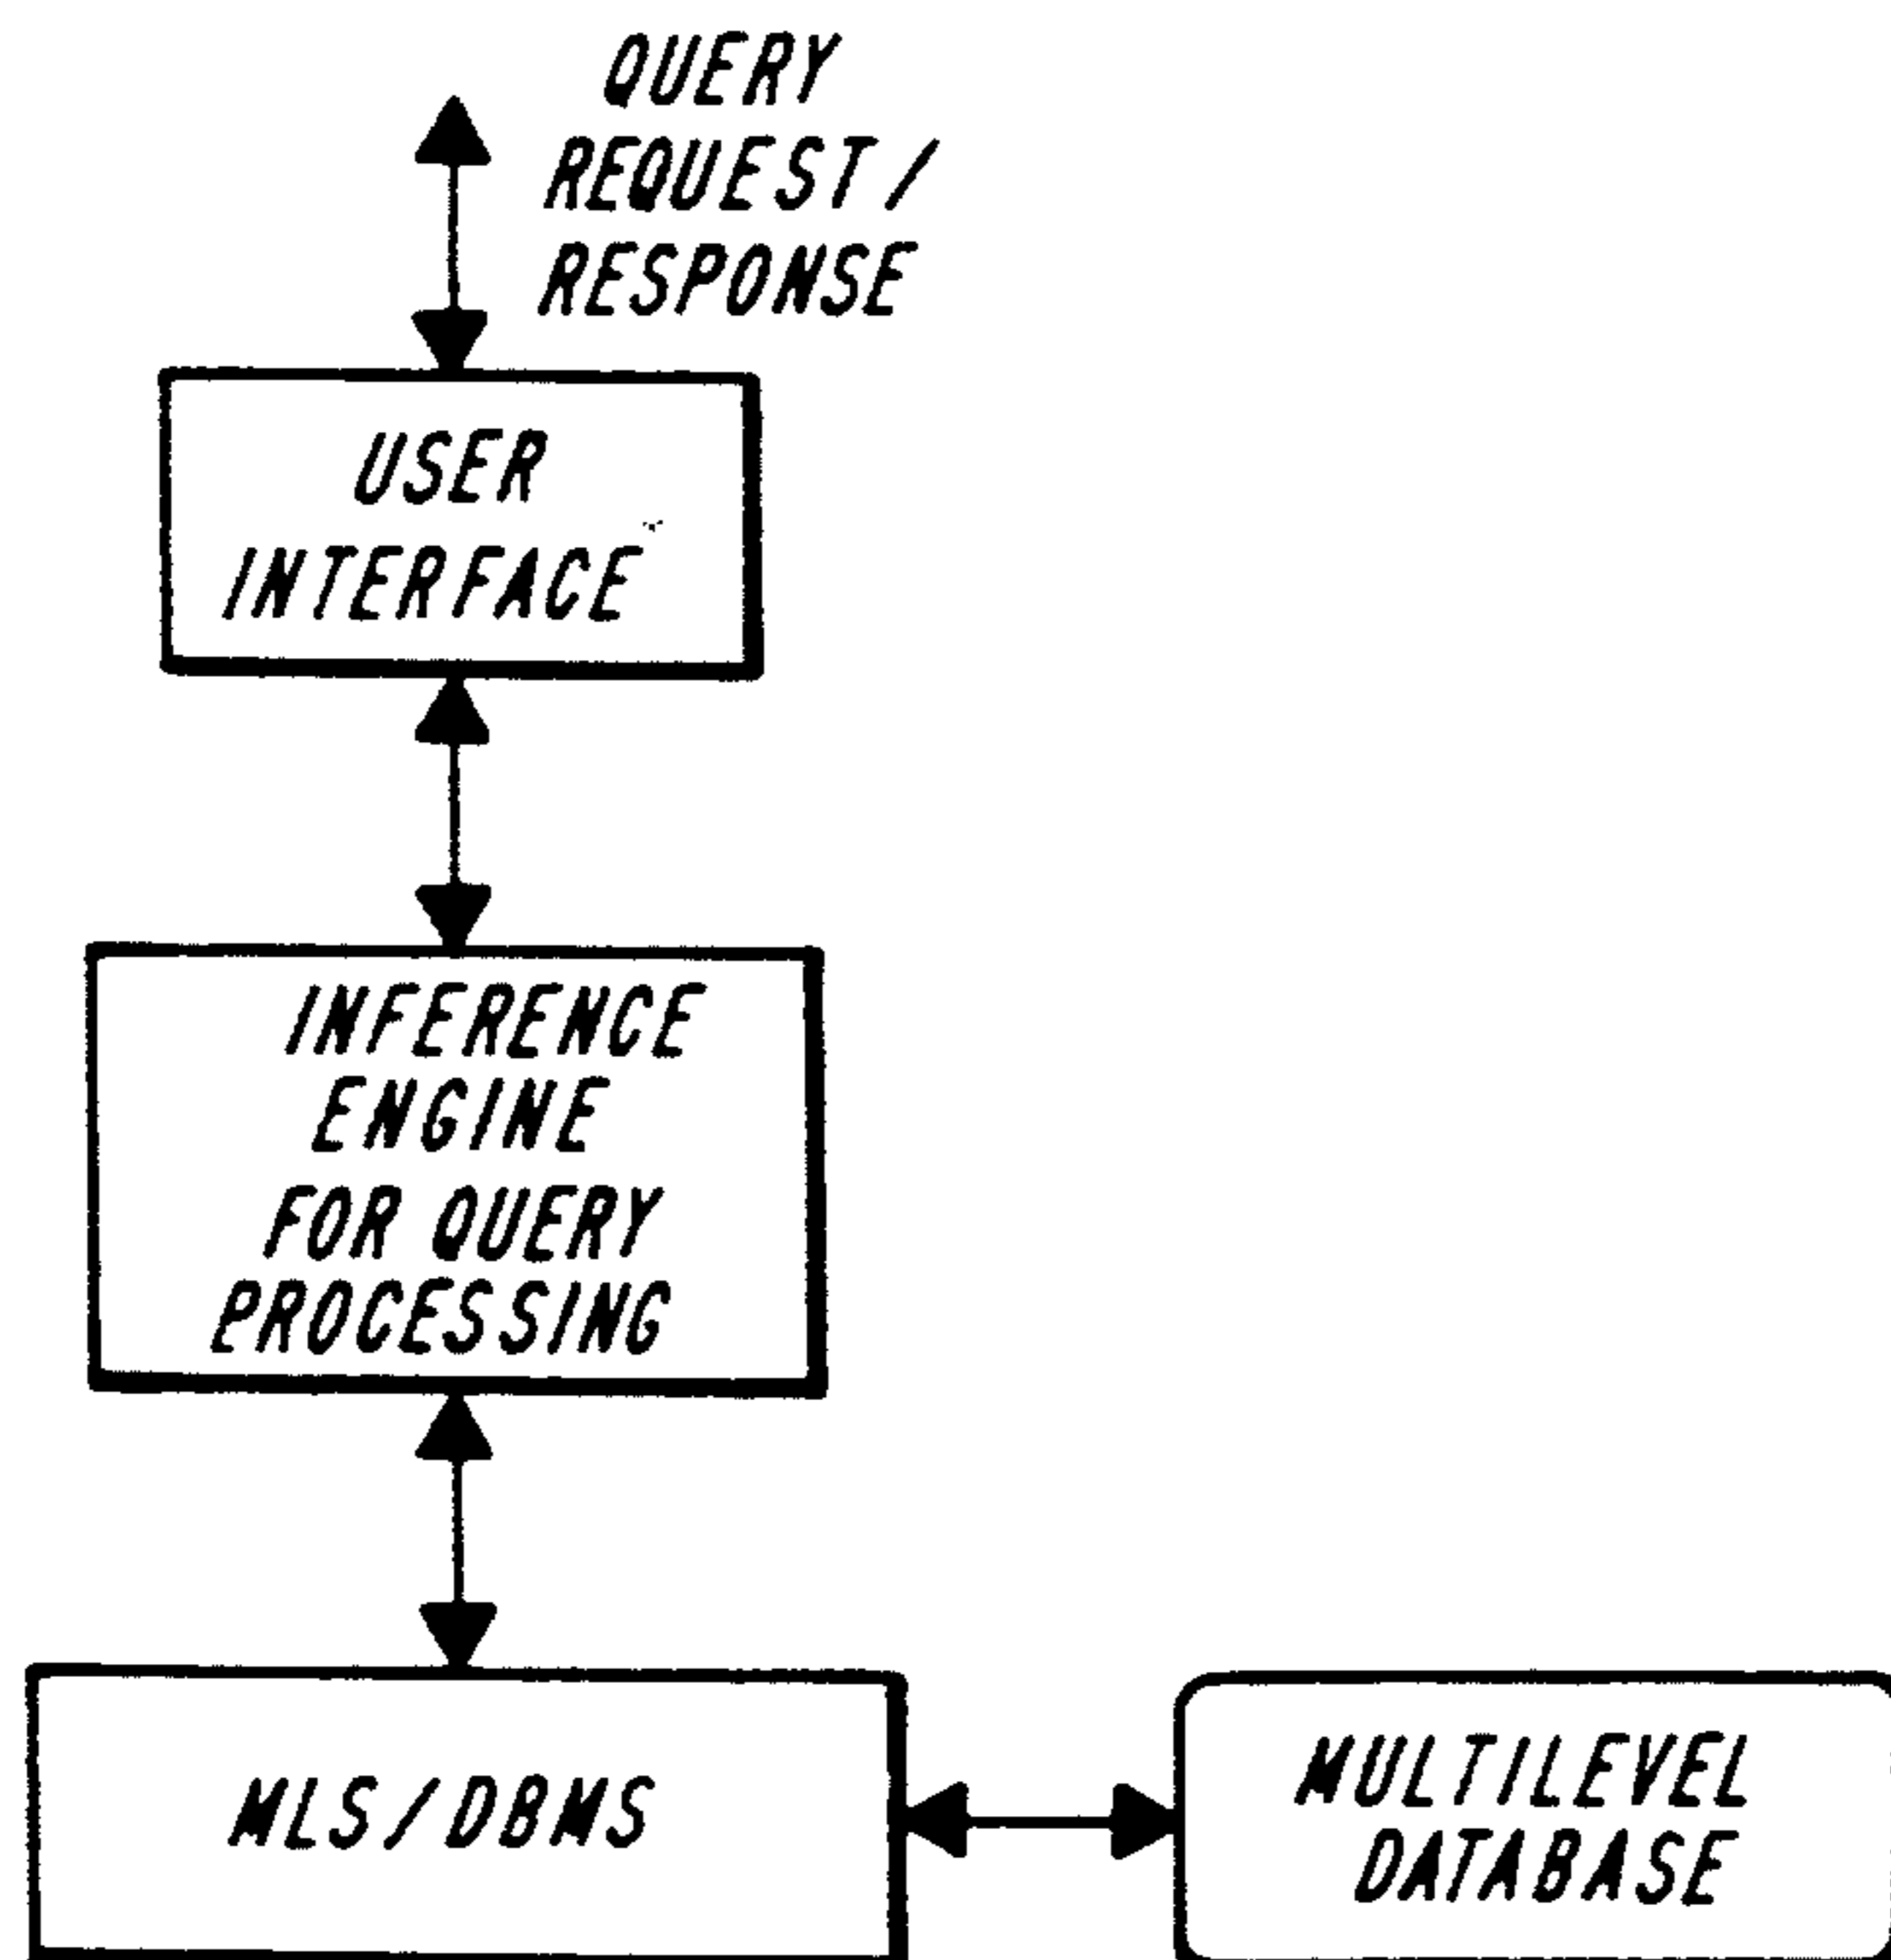 QUERY
REQUEST/
RESPONSE
USER
INTERFACE
INFERENCE
ENGINE
FOR QUERY
PROCESSING
MLS/DBMS
MULTILEVEL
DATABASE